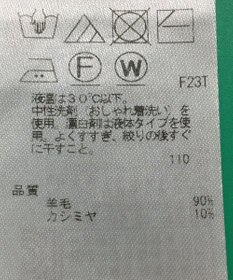 F W
F23T
液温は30℃以下。
中性洗剤(おしゃれ着洗い)を
使用。漂白剤は液体タイプを使
用。よくすすぎ、絞りの後すぐ
に干すこと。
110
品質
羊毛 90%
カシミヤ 10%